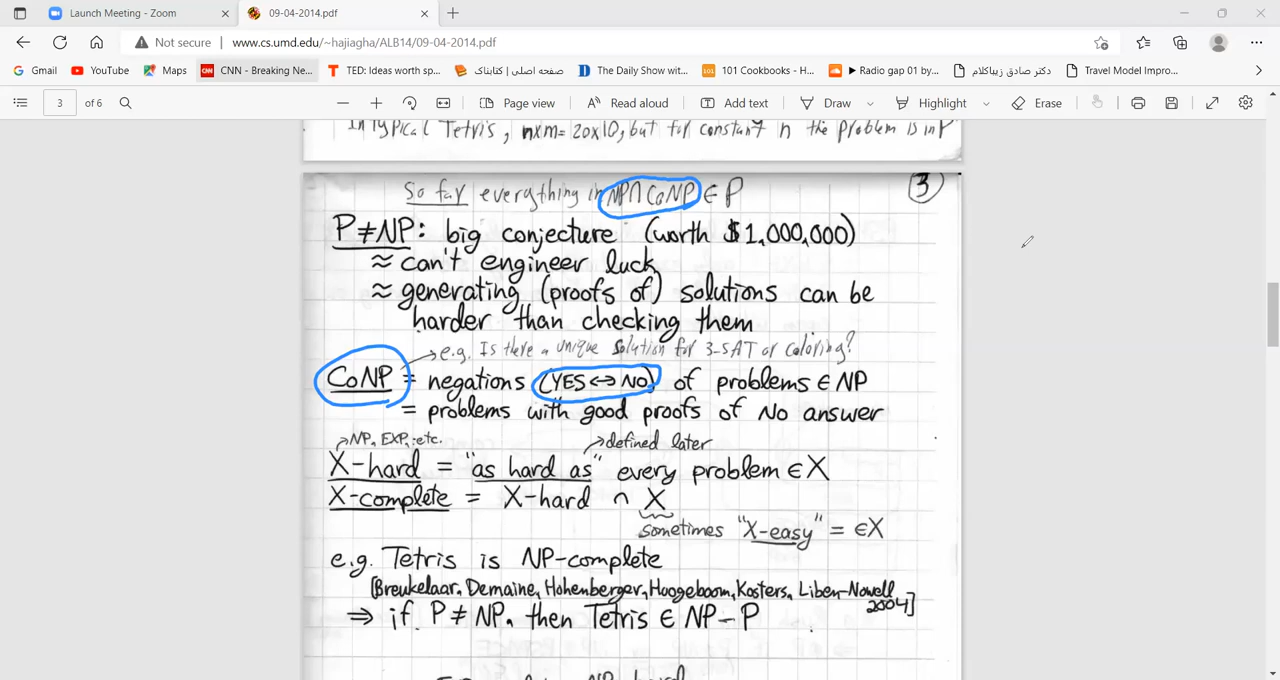 Launch Meeting - Zoom
09-04-2014.pdf
Not secure
www.cs.umd.edu/~hajiagha/ALB14/09-04-2014.pdf
Gmail
YouTube
Maps
CNN - Breaking Ne...
TED: Ideas worth sp...
صفحه اصلی | کتابناک
The Daily Show wit...
101 Cookbooks - H...
Radio gap 01 by...
دکتر صادق زیباکلام
Travel Model Impro...
3 of 6
Page view
Read aloud
Add text
Draw
Highlight
Erase
In typical Tetris, n×m= 20×10, but for constant n the problem is in P
So far everything in NP∩CoNP ∈ P
3
P≠NP: big conjecture (worth $1,000,000)
≈ can't engineer luck
≈ generating (proofs of) solutions can be
harder than checking them
→ e.g. Is there a unique solution for 3-SAT or coloring?
CoNP = negations (YES ↔ NO) of problems ∈ NP
= problems with good proofs of NO answer
→ NP, EXP, etc.
→ defined later
X-hard = "as hard as" every problem ∈ X
X-complete = X-hard ∩ X
sometimes "X-easy" = ∈X
e.g. Tetris is NP-complete
[Breukelaar, Demaine, Hohenberger, Hoogeboom, Kosters, Liben-Nowell
2004]
⇒ if P ≠ NP, then Tetris ∈ NP - P